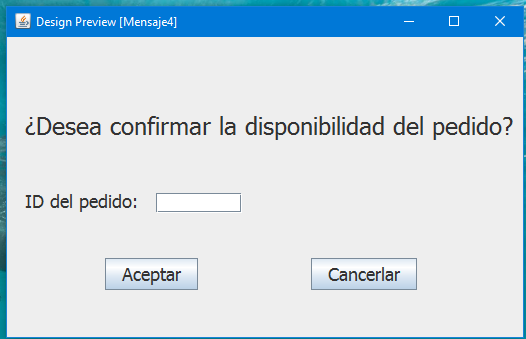 Design Preview [Mensaje4]
¿Desea confirmar la disponibilidad del pedido?
ID del pedido:
Aceptar
Cancerlar